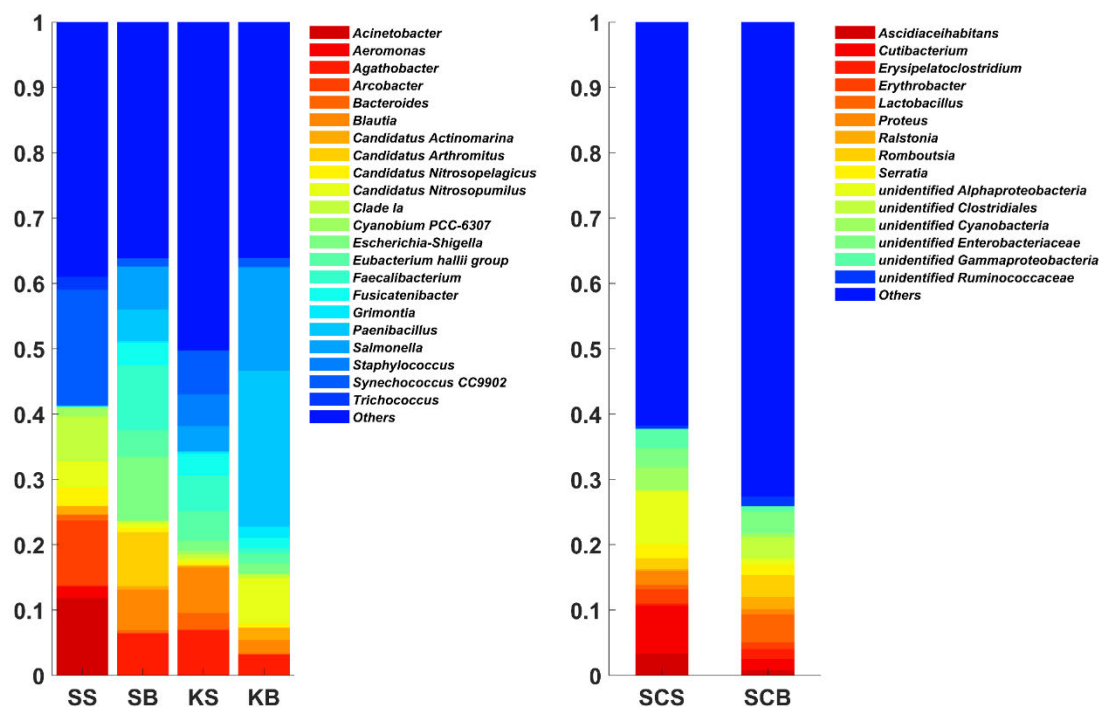 1
0.9
0.8
0.7
0.6
0.5
0.4
0.3
0.2
0.1
0
SS SB KS KB
Acinetobacter
Aeromonas
Agathobacter
Arcobacter
Bacteroides
Blautia
Candidatus Actinomarina
Candidatus Arthromitus
Candidatus Nitrosopelagicus
Candidatus Nitrosopumilus
Clade Ia
Cyanobium PCC-6307
Escherichia-Shigella
Eubacterium hallii group
Faecalibacterium
Fusicatenibacter
Grimontia
Paenibacillus
Salmonella
Staphylococcus
Synechococcus CC9902
Trichococcus
Others
1
0.9
0.8
0.7
0.6
0.5
0.4
0.3
0.2
0.1
0
SCS SCB
Ascidiaceihabitans
Cutibacterium
Erysipelatoclostridium
Erythrobacter
Lactobacillus
Proteus
Ralstonia
Romboutsia
Serratia
unidentified Alphaproteobacteria
unidentified Clostridiales
unidentified Cyanobacteria
unidentified Enterobacteriaceae
unidentified Gammaproteobacteria
unidentified Ruminococcaceae
Others